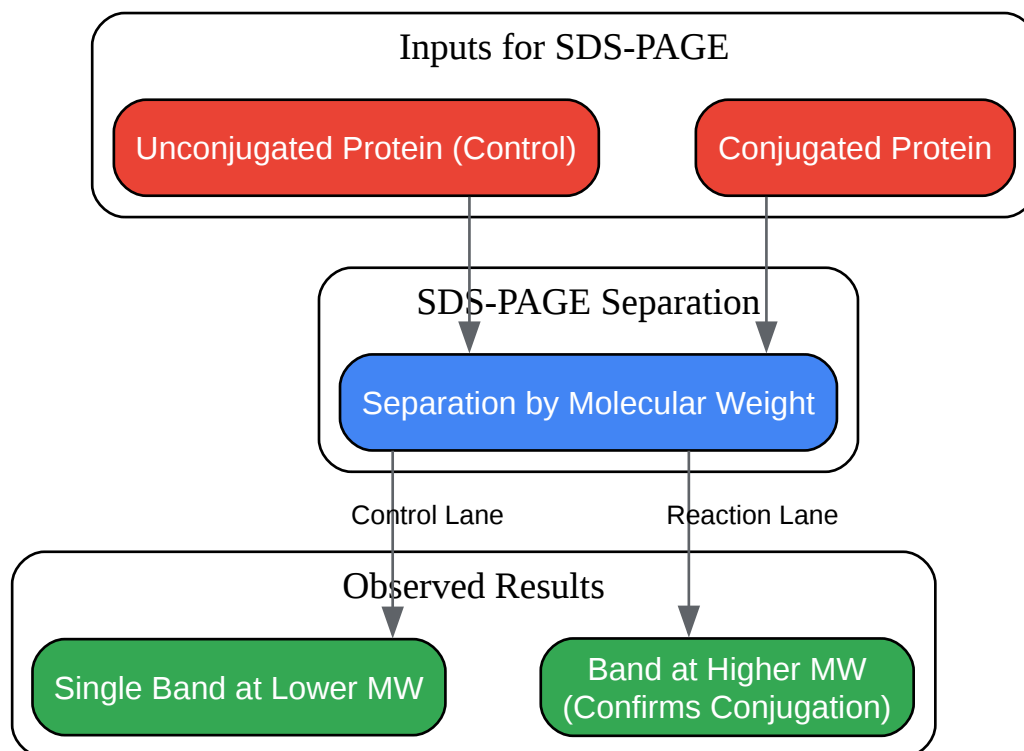 Inputs for SDS-PAGE
Unconjugated Protein (Control)
Conjugated Protein
SDS-PAGE Separation
Separation by Molecular Weight
Control Lane
Reaction Lane
Observed Results
Single Band at Lower MW
Band at Higher MW
(Confirms Conjugation)